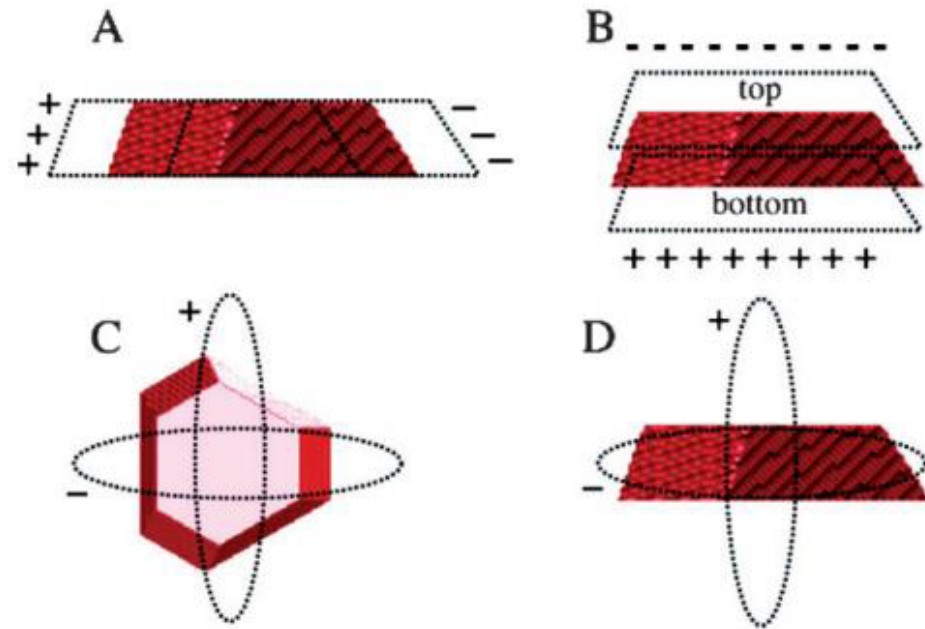 A
+ −
+ −
+ −
B
- - - - - - - - - -
top
bottom
+ + + + + + + + +
C
+
−
D
+
−